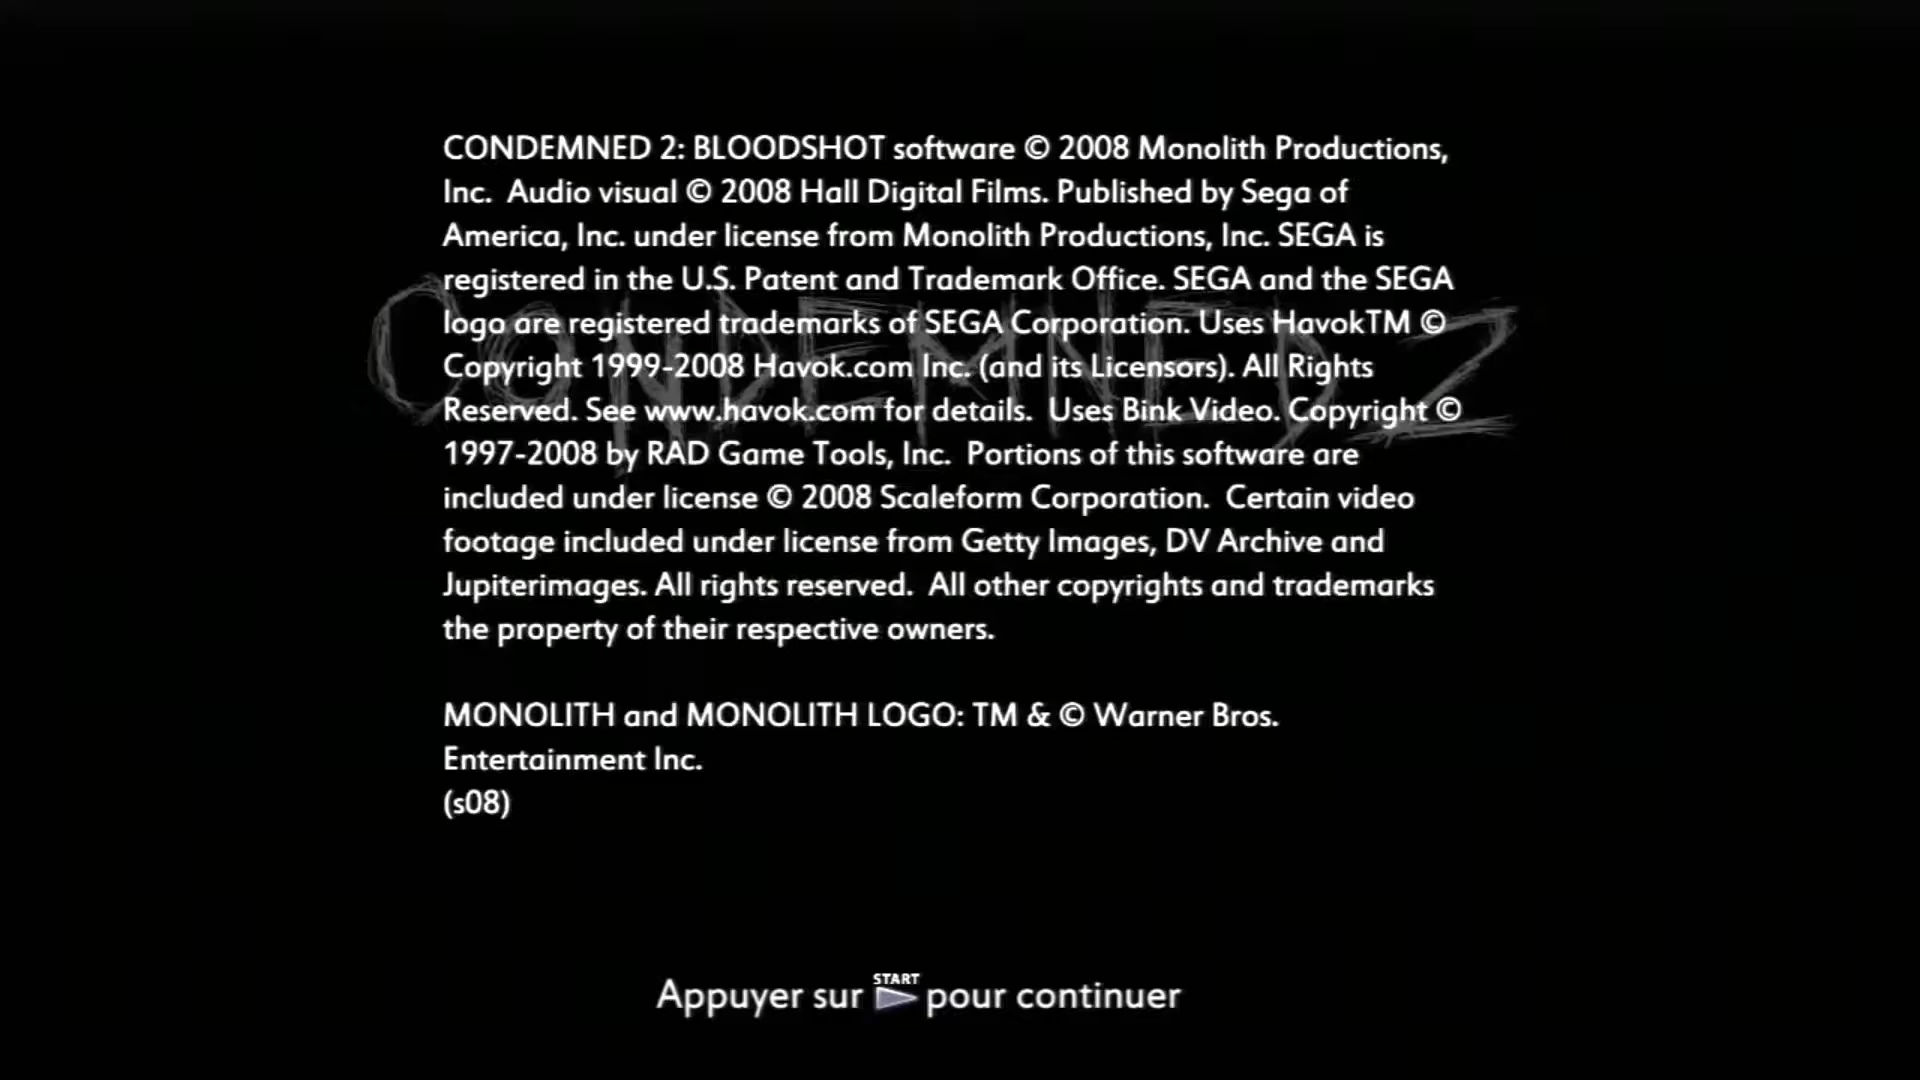 CONDEMNED 2: BLOODSHOT software © 2008 Monolith Productions,
Inc.  Audio visual © 2008 Hall Digital Films. Published by Sega of
America, Inc. under license from Monolith Productions, Inc. SEGA is
registered in the U.S. Patent and Trademark Office. SEGA and the SEGA
logo are registered trademarks of SEGA Corporation. Uses HavokTM ©
Copyright 1999-2008 Havok.com Inc. (and its Licensors). All Rights
Reserved. See www.havok.com for details.  Uses Bink Video. Copyright ©
1997-2008 by RAD Game Tools, Inc.  Portions of this software are
included under license © 2008 Scaleform Corporation.  Certain video
footage included under license from Getty Images, DV Archive and
Jupiterimages. All rights reserved.  All other copyrights and trademarks
the property of their respective owners.
CONDEMNED 2
MONOLITH and MONOLITH LOGO: TM & © Warner Bros.
Entertainment Inc.
(s08)
START
Appuyer sur pour continuer